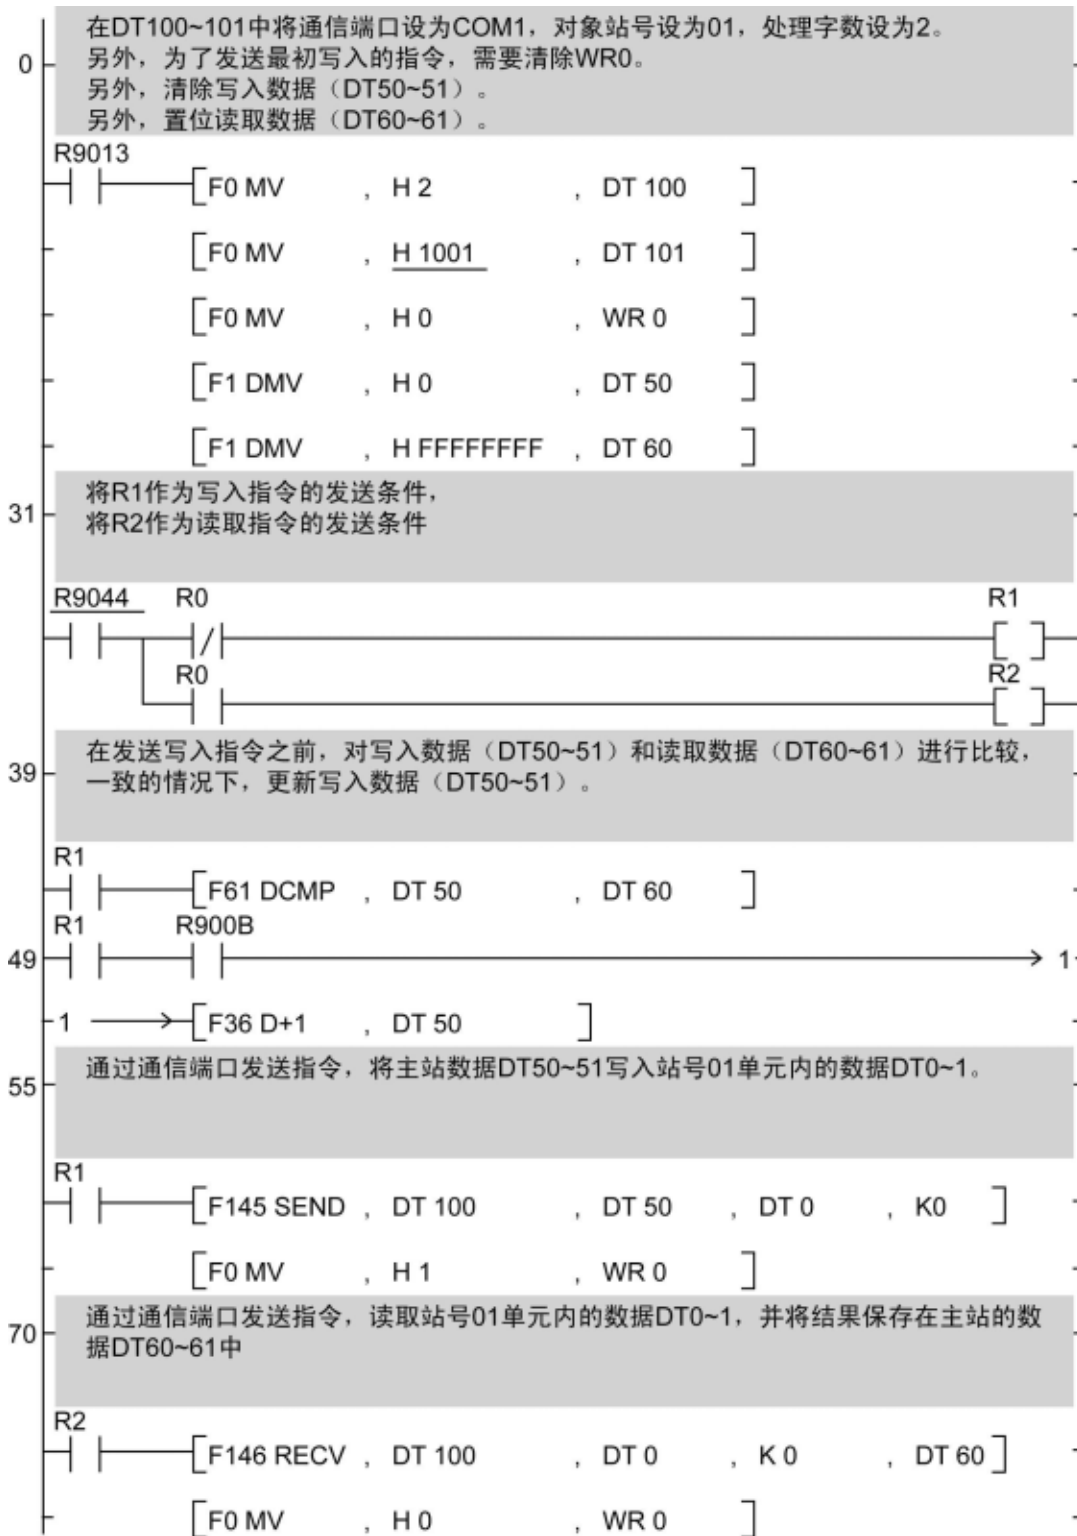 在DT100~101中将通信端口设为COM1，对象站号设为01，处理字数设为2。
0 另外，为了发送最初写入的指令，需要清除WR0。
另外，清除写入数据（DT50~51）。
另外，置位读取数据（DT60~61）。
R9013
F0 MV , H 2 , DT 100
F0 MV , H 1001 , DT 101
F0 MV , H 0 , WR 0
F1 DMV , H 0 , DT 50
F1 DMV , H FFFFFFFF , DT 60
将R1作为写入指令的发送条件，
31 将R2作为读取指令的发送条件
R9044 R0 R1
R0 R2
在发送写入指令之前，对写入数据（DT50~51）和读取数据（DT60~61）进行比较，
39 一致的情况下，更新写入数据（DT50~51）。
R1
F61 DCMP , DT 50 , DT 60
R1 R900B
49 1
1 F36 D+1 , DT 50
通过通信端口发送指令，将主站数据DT50~51写入站号01单元内的数据DT0~1。
55
R1
F145 SEND , DT 100 , DT 50 , DT 0 , K0
F0 MV , H 1 , WR 0
通过通信端口发送指令，读取站号01单元内的数据DT0~1，并将结果保存在主站的数
70 据DT60~61中
R2
F146 RECV , DT 100 , DT 0 , K 0 , DT 60
F0 MV , H 0 , WR 0